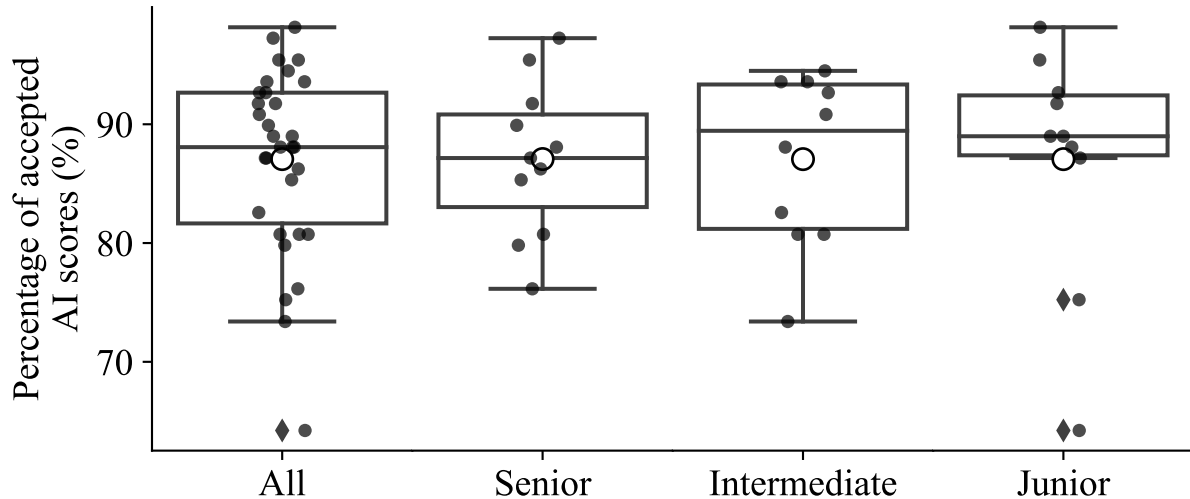 Percentage of accepted
AI scores (%)
90
80
70
All
Senior
Intermediate
Junior